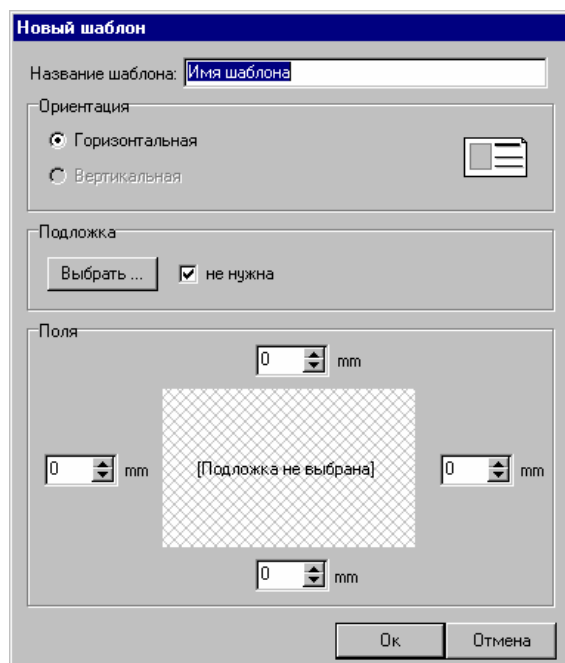 Новый шаблон
Название шаблона: Имя шаблона
Ориентация
Горизонтальная
Вертикальная
Подложка
Выбрать ... не нужна
Поля
0 mm
0 mm [Подложка не выбрана] 0 mm
0 mm
Ок Отмена